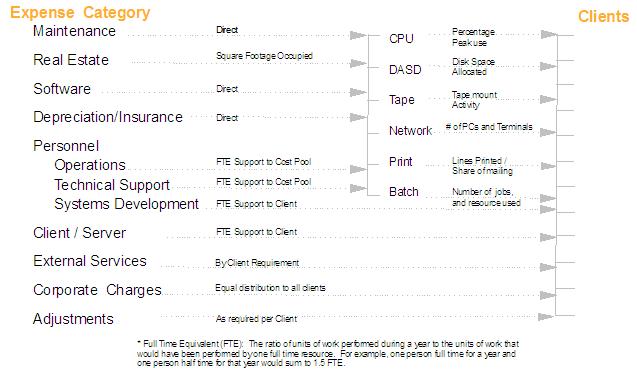 Expense Category
Clients
Maintenance Direct
Real Estate Square Footage Occupied
Software Direct
Depreciation/Insurance Direct
Personnel
Operations FTE Support to Cost Pool
Technical Support FTE Support to Cost Pool
Systems Development FTE Support to Client
Client / Server FTE Support to Client
External Services By Client Requirement
Corporate Charges Equal distribution to all clients
Adjustments As required per Client
CPU Percentage
Peak use
DASD Disk Space
Allocated
Tape Tape mount
Activity
Network # of PCs and Terminals
Print Lines Printed /
Share of mailing
Batch Number of jobs,
and resource used
* Full Time Equivalent (FTE): The ratio of units of work performed during a year to the units of work that
would have been performed by one full time resource. For example, one person full time for a year and
one person half time for that year would sum to 1.5 FTE.